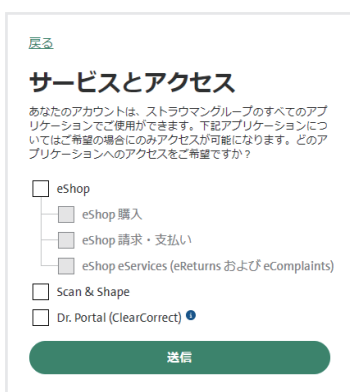 戻る
サービスとアクセス
あなたのアカウントは、ストラウマングループのすべてのアプ
リケーションでご使用ができます。下記アプリケーションにつ
いてはご希望の場合にのみアクセスが可能になります。どのア
プリケーションへのアクセスをご希望ですか？
eShop
eShop 購入
eShop 請求・支払い
eShop eServices (eReturns および eComplaints)
Scan & Shape
Dr. Portal (ClearCorrect) i
送信